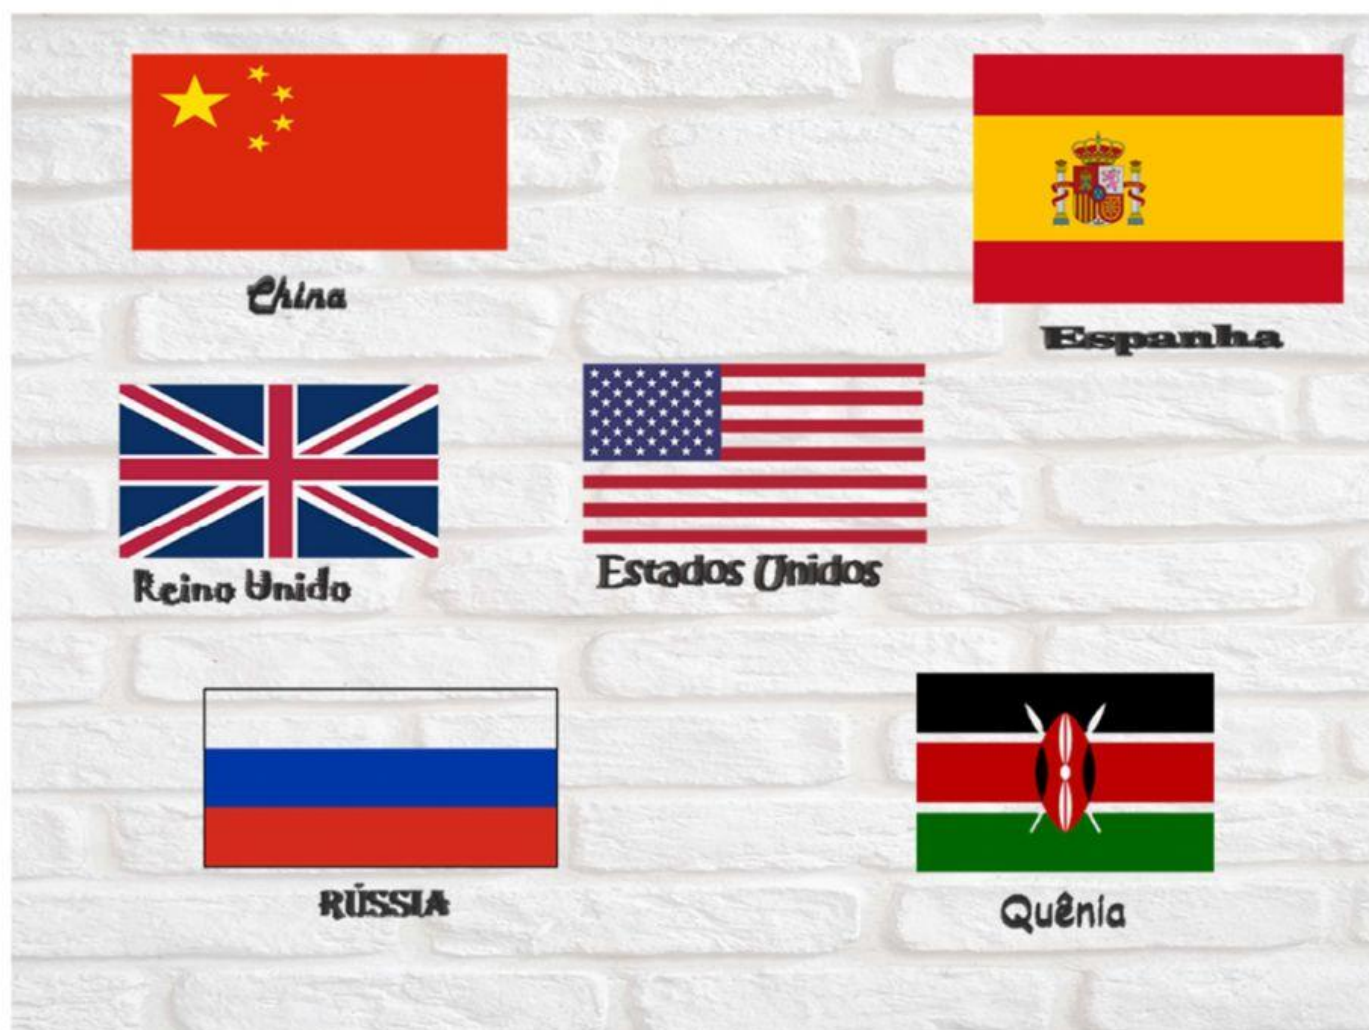 China
Espanha
Reino Unido
Estados Unidos
RÚSSIA
Quênia